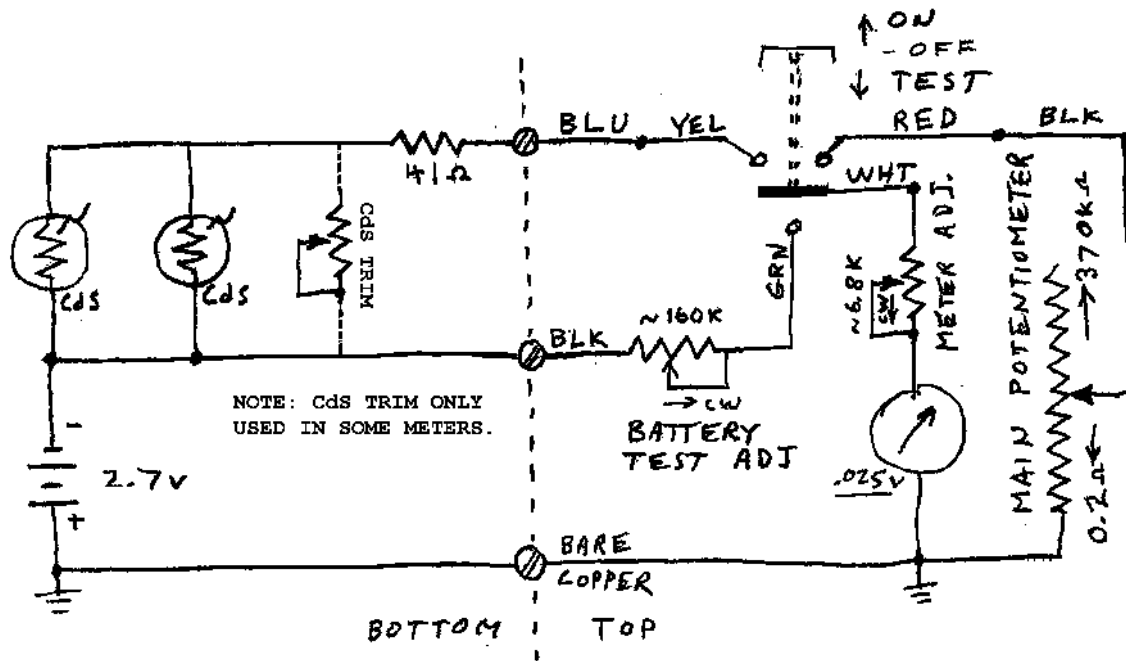 ↑ ON
- OFF
↓ TEST
BLU
YEL
RED
BLK
41Ω
WHT
CdS
CdS
CdS TRIM
GRN
~6.8K
CW
METER ADJ.
MAIN POTENTIOMETER
→370KΩ
0.2Ω←
~160K
BLK
→ CW
BATTERY
TEST ADJ
NOTE: CdS TRIM ONLY
USED IN SOME METERS.
-
2.7v
+
.025v
BARE
COPPER
BOTTOM
TOP